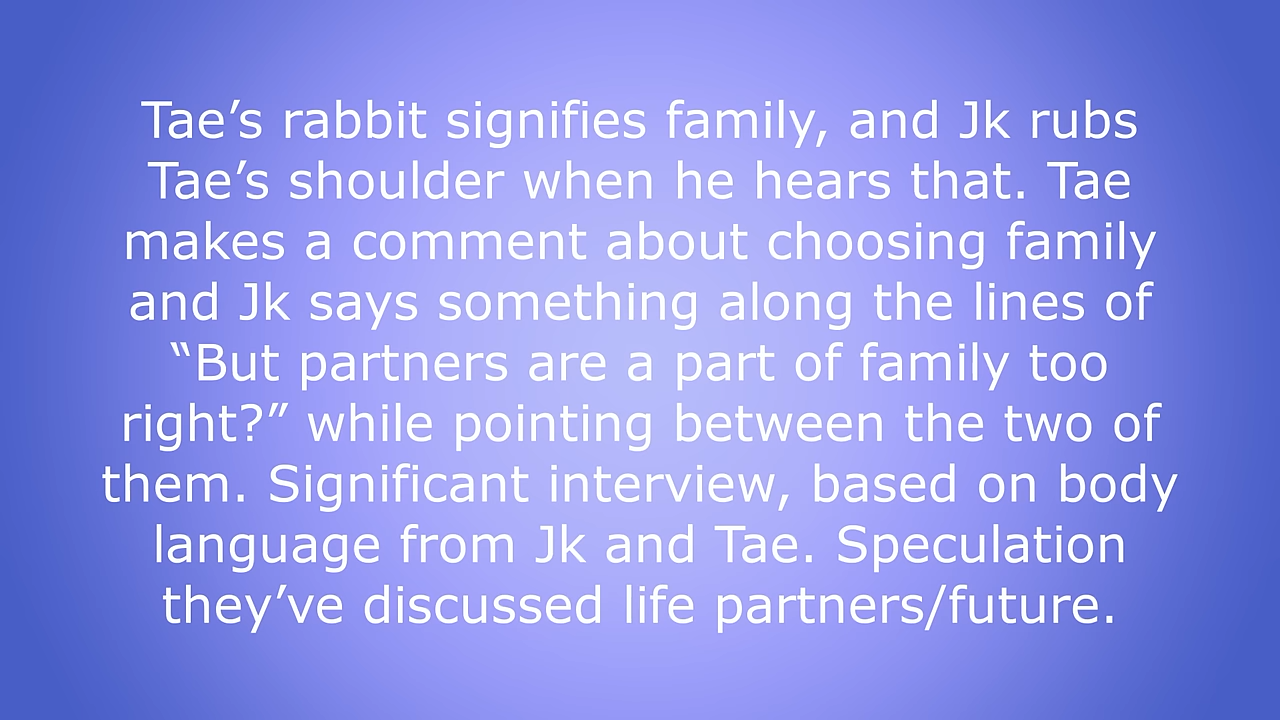 Tae’s rabbit signifies family, and Jk rubs
Tae’s shoulder when he hears that. Tae
makes a comment about choosing family
and Jk says something along the lines of
“But partners are a part of family too
right?” while pointing between the two of
them. Significant interview, based on body
language from Jk and Tae. Speculation
they’ve discussed life partners/future.